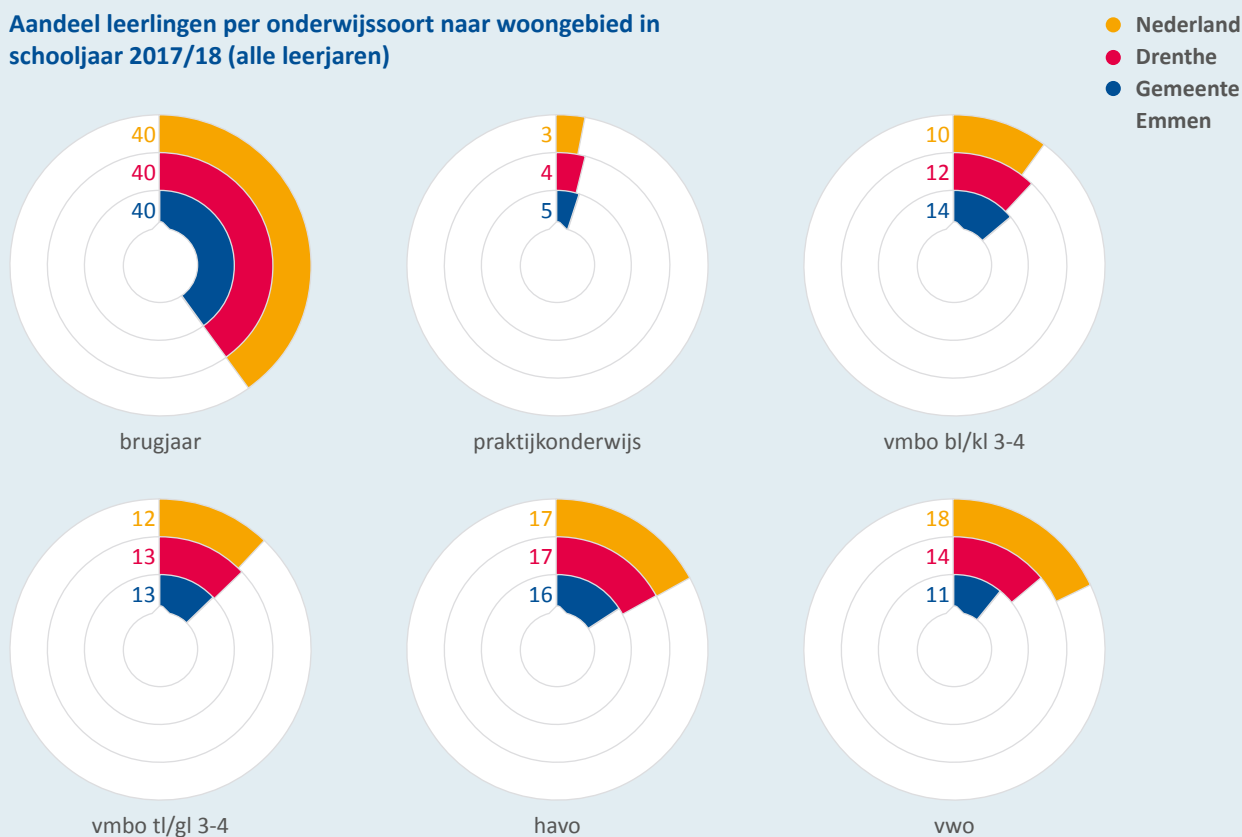 Aandeel leerlingen per onderwijssoort naar woongebied in
schooljaar 2017/18 (alle leerjaren)
Nederland
Drenthe
Gemeente
Emmen
40
40
40
brugjaar
3
4
5
praktijkonderwijs
10
12
14
vmbo bl/kl 3-4
12
13
13
vmbo tl/gl 3-4
17
17
16
havo
18
14
11
vwo